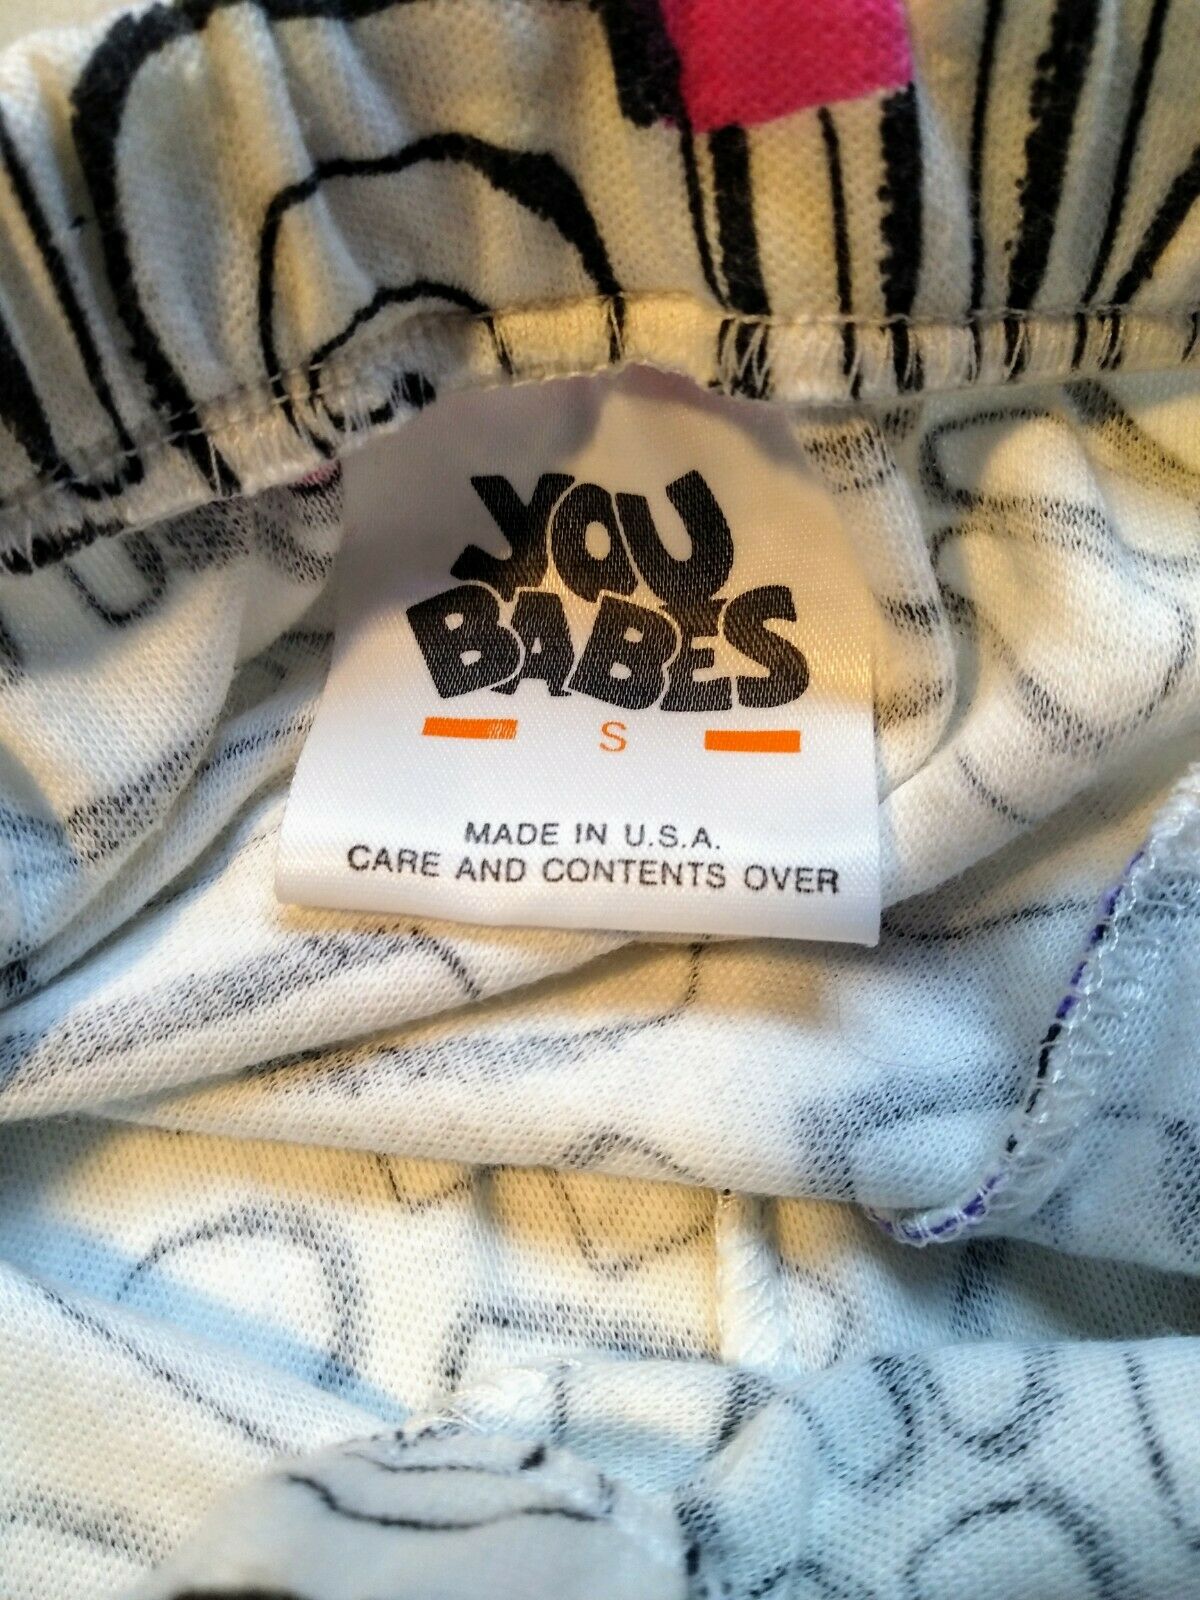 YOU
BABES
S
MADE IN U.S.A.
CARE AND CONTENTS OVER